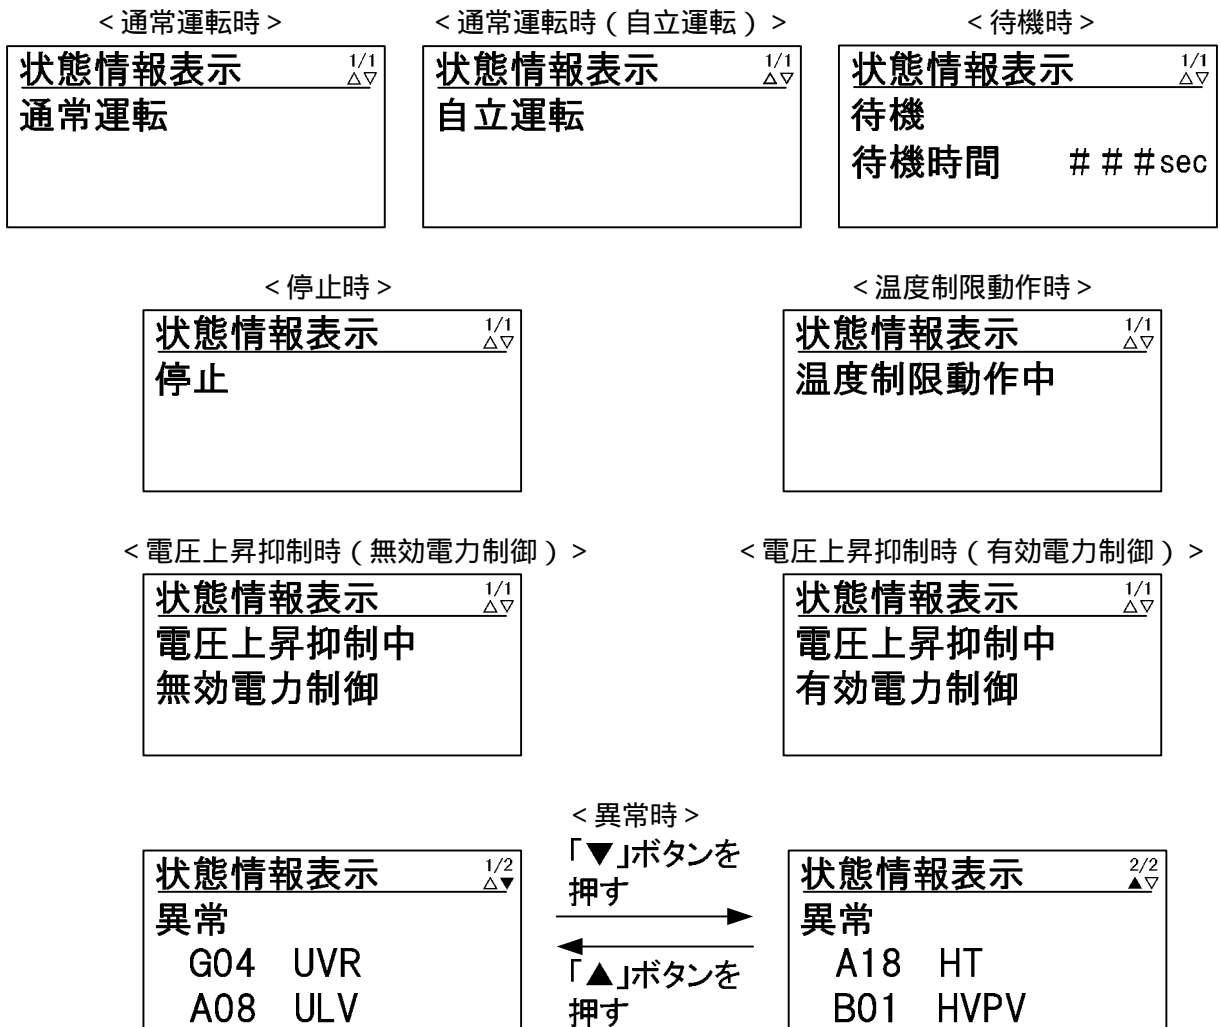 <通常運転時>
状態情報表示 1/1
△▽
通常運転
<通常運転時(自立運転)>
状態情報表示 1/1
△▽
自立運転
<待機時>
状態情報表示 1/1
△▽
待機
待機時間 ###sec
<停止時>
状態情報表示 1/1
△▽
停止
<温度制限動作時>
状態情報表示 1/1
△▽
温度制限動作中
<電圧上昇抑制時(無効電力制御)>
状態情報表示 1/1
△▽
電圧上昇抑制中
無効電力制御
<電圧上昇抑制時(有効電力制御)>
状態情報表示 1/1
△▽
電圧上昇抑制中
有効電力制御
<異常時>
状態情報表示 1/2
△▼
異常
G04 UVR
A08 ULV
「▼」ボタンを
押す
「▲」ボタンを
押す
状態情報表示 2/2
▲▽
異常
A18 HT
B01 HVPV